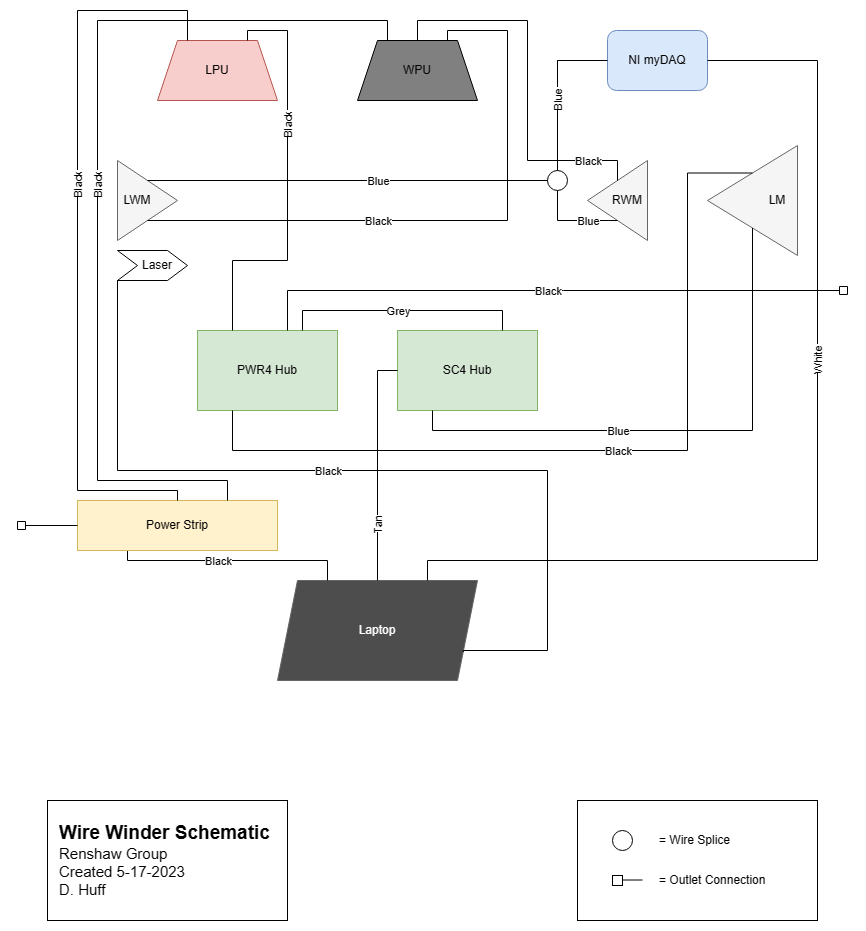 LPU
WPU
NI myDAQ
Blue
Black
Black
Black
Black
Blue
LWM
RWM
LM
Black
Blue
Laser
Black
Grey
White
PWR4 Hub
SC4 Hub
Blue
Black
Black
Tan
Power Strip
Black
Laptop
Wire Winder Schematic
Renshaw Group
Created 5-17-2023
D. Huff
= Wire Splice
= Outlet Connection